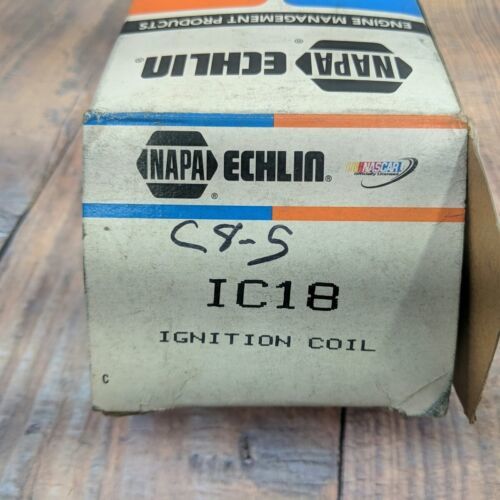 ENGINE MANAGEMENT PRODUCTS
NAPA ECHLIN®
NAPA® ECHLIN® NASCAR
C8-5
IC18
IGNITION COIL
C